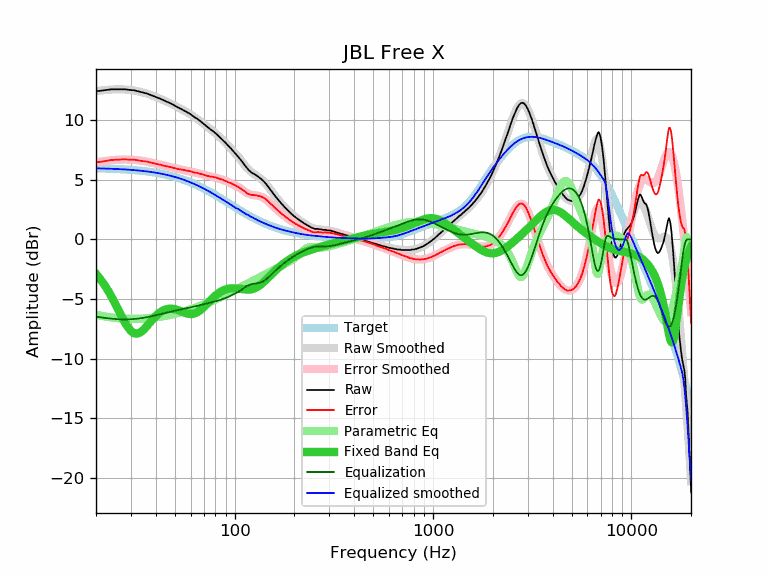 JBL Free X
Amplitude (dBr)
10
5
0
−5
−10
−15
−20
Target
Raw Smoothed
Error Smoothed
Raw
Error
Parametric Eq
Fixed Band Eq
Equalization
Equalized smoothed
100
1000
10000
Frequency (Hz)